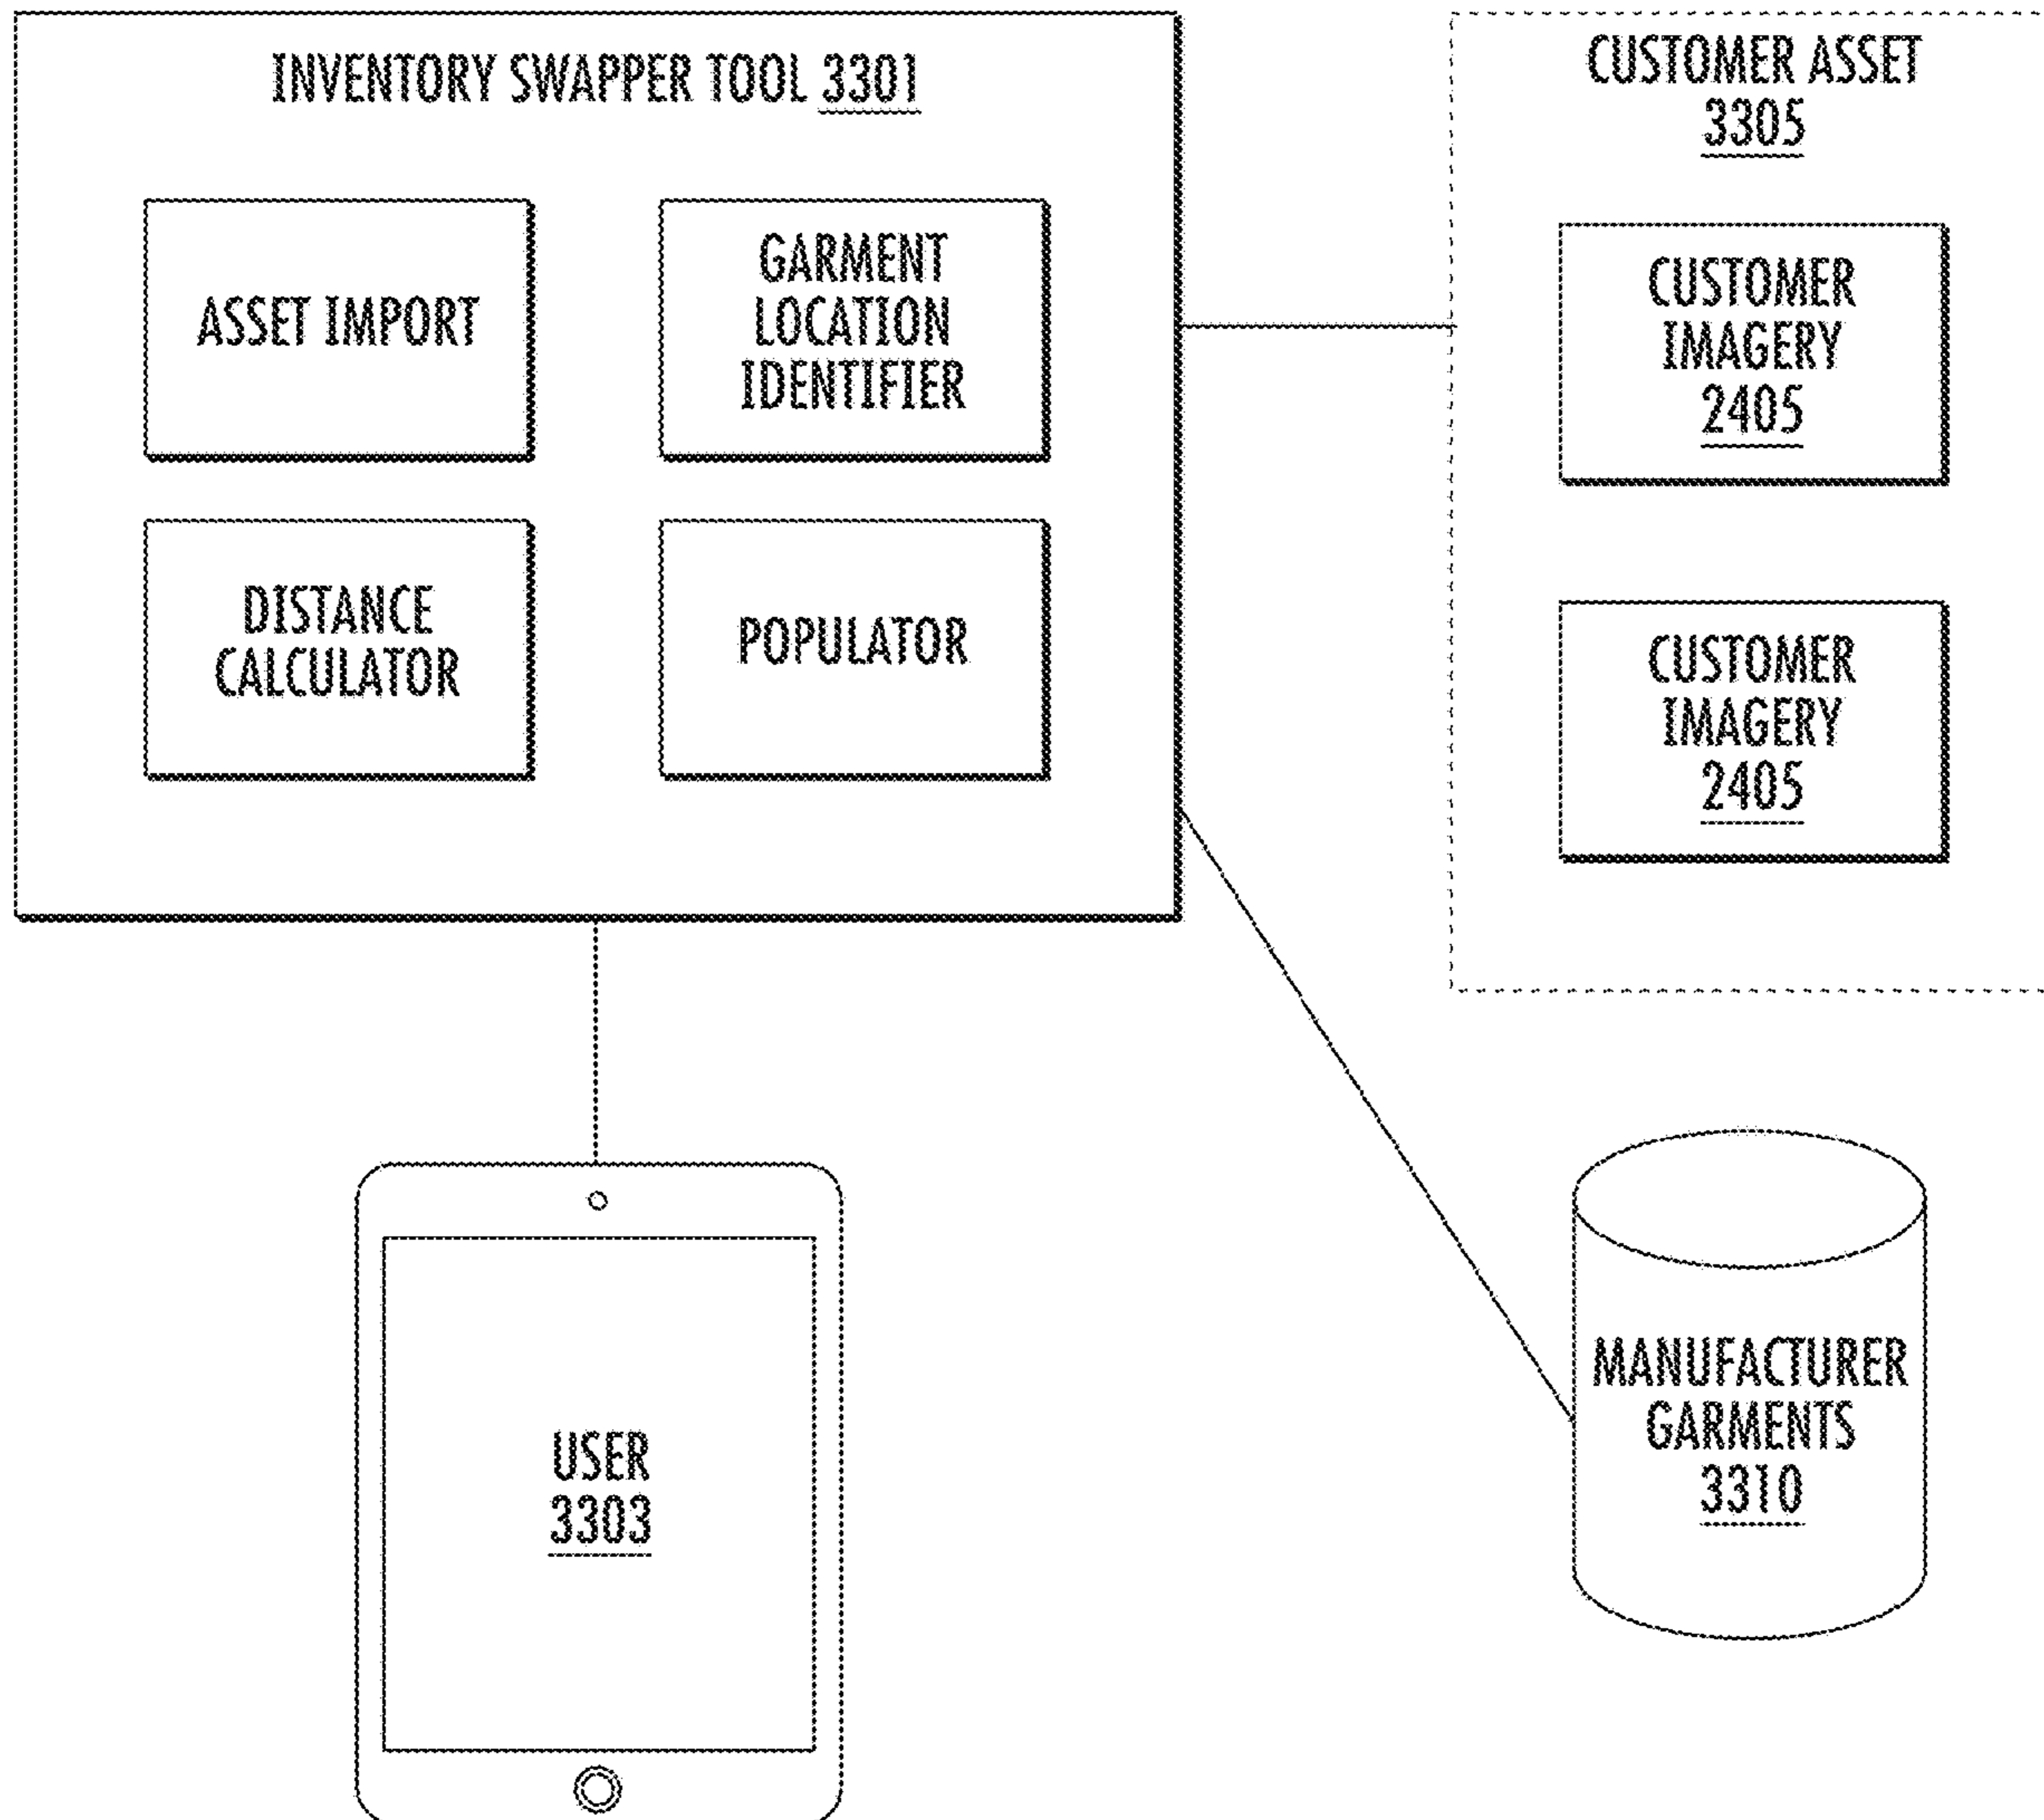 INVENTORY SWAPPER TOOL 3301
ASSET IMPORT
GARMENT
LOCATION
IDENTIFIER
DISTANCE
CALCULATOR
POPULATOR
CUSTOMER ASSET
3305
CUSTOMER
IMAGERY
2405
CUSTOMER
IMAGERY
2405
USER
3303
MANUFACTURER
GARMENTS
3310